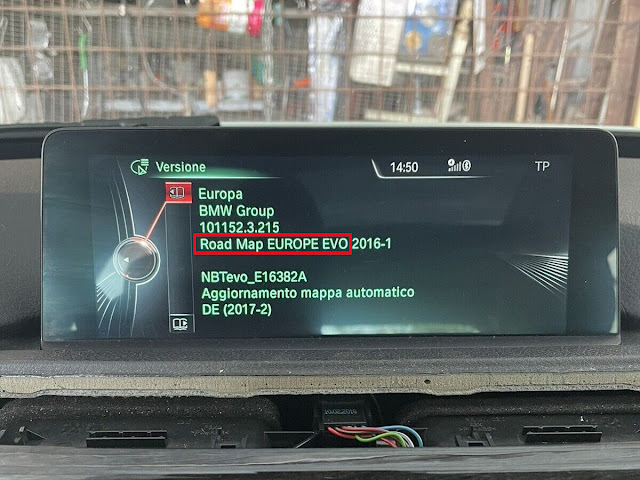 Versione
14:50
TP
Europa
BMW Group
101152.3.215
Road Map EUROPE EVO 2016-1
NBTevo_E16382A
Aggiornamento mappa automatico
DE (2017-2)